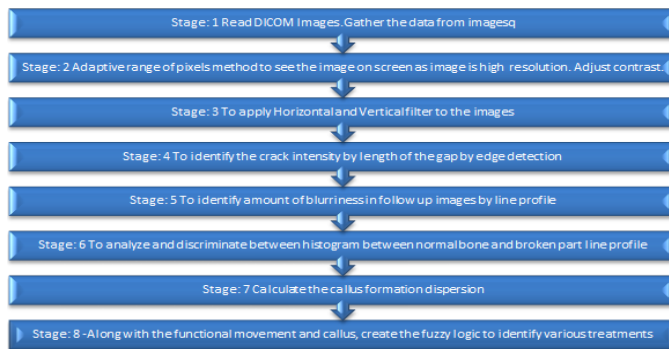 Stage: 1 Read DICOM Images.Gather the data from imagesq
Stage: 2 Adaptive range of pixels method to see the image on screen as image is high resolution. Adjust contrast.
Stage: 3 To apply Horizontal and Vertical filter to the images
Stage: 4 To identify the crack intensity by length of the gap by edge detection
Stage: 5 To identify amount of blurriness in follow up images by line profile
Stage: 6 To analyze and discriminate between histogram between normal bone and broken part line profile
Stage: 7 Calculate the callus formation dispersion
Stage: 8 -Along with the functional movement and callus, create the fuzzy logic to identify various treatments